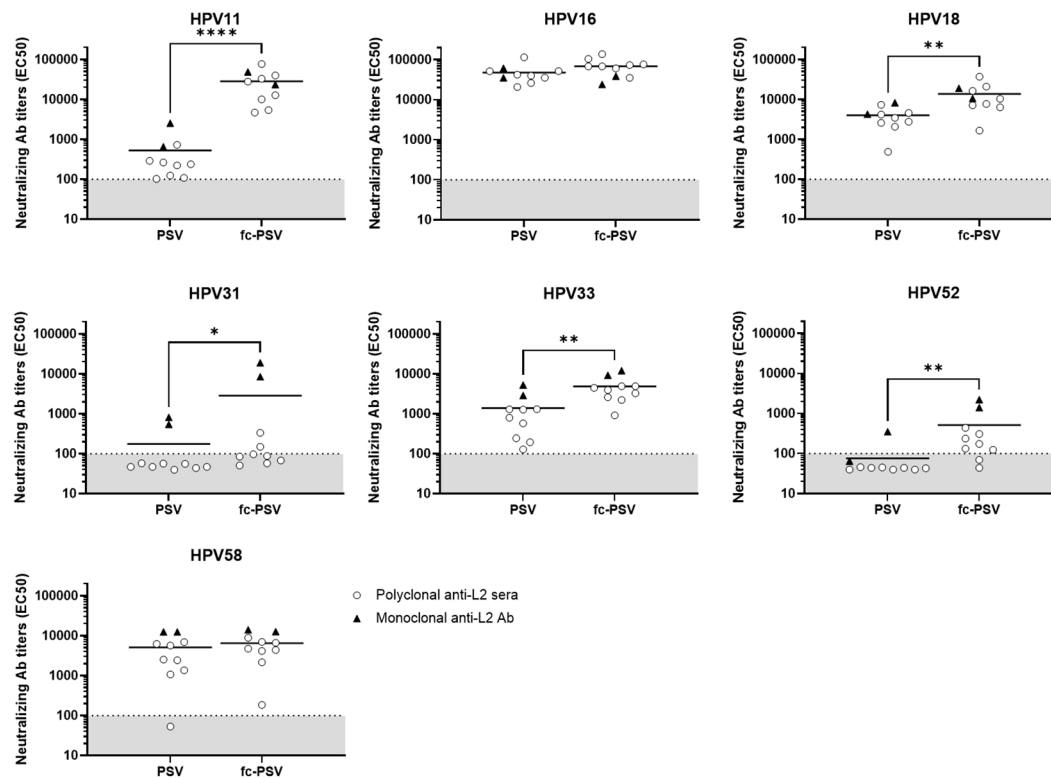 HPV11
****
Neutralizing Ab titers (EC50)
100000
10000
1000
100
10
PSV
fc-PSV
HPV16
Neutralizing Ab titers (EC50)
100000
10000
1000
100
10
PSV
fc-PSV
HPV18
**
Neutralizing Ab titers (EC50)
100000
10000
1000
100
10
PSV
fc-PSV
HPV31
*
Neutralizing Ab titers (EC50)
100000
10000
1000
100
10
PSV
fc-PSV
HPV33
**
Neutralizing Ab titers (EC50)
100000
10000
1000
100
10
PSV
fc-PSV
HPV52
**
Neutralizing Ab titers (EC50)
100000
10000
1000
100
10
PSV
fc-PSV
HPV58
Neutralizing Ab titers (EC50)
100000
10000
1000
100
10
PSV
fc-PSV
Polyclonal anti-L2 sera
Monoclonal anti-L2 Ab